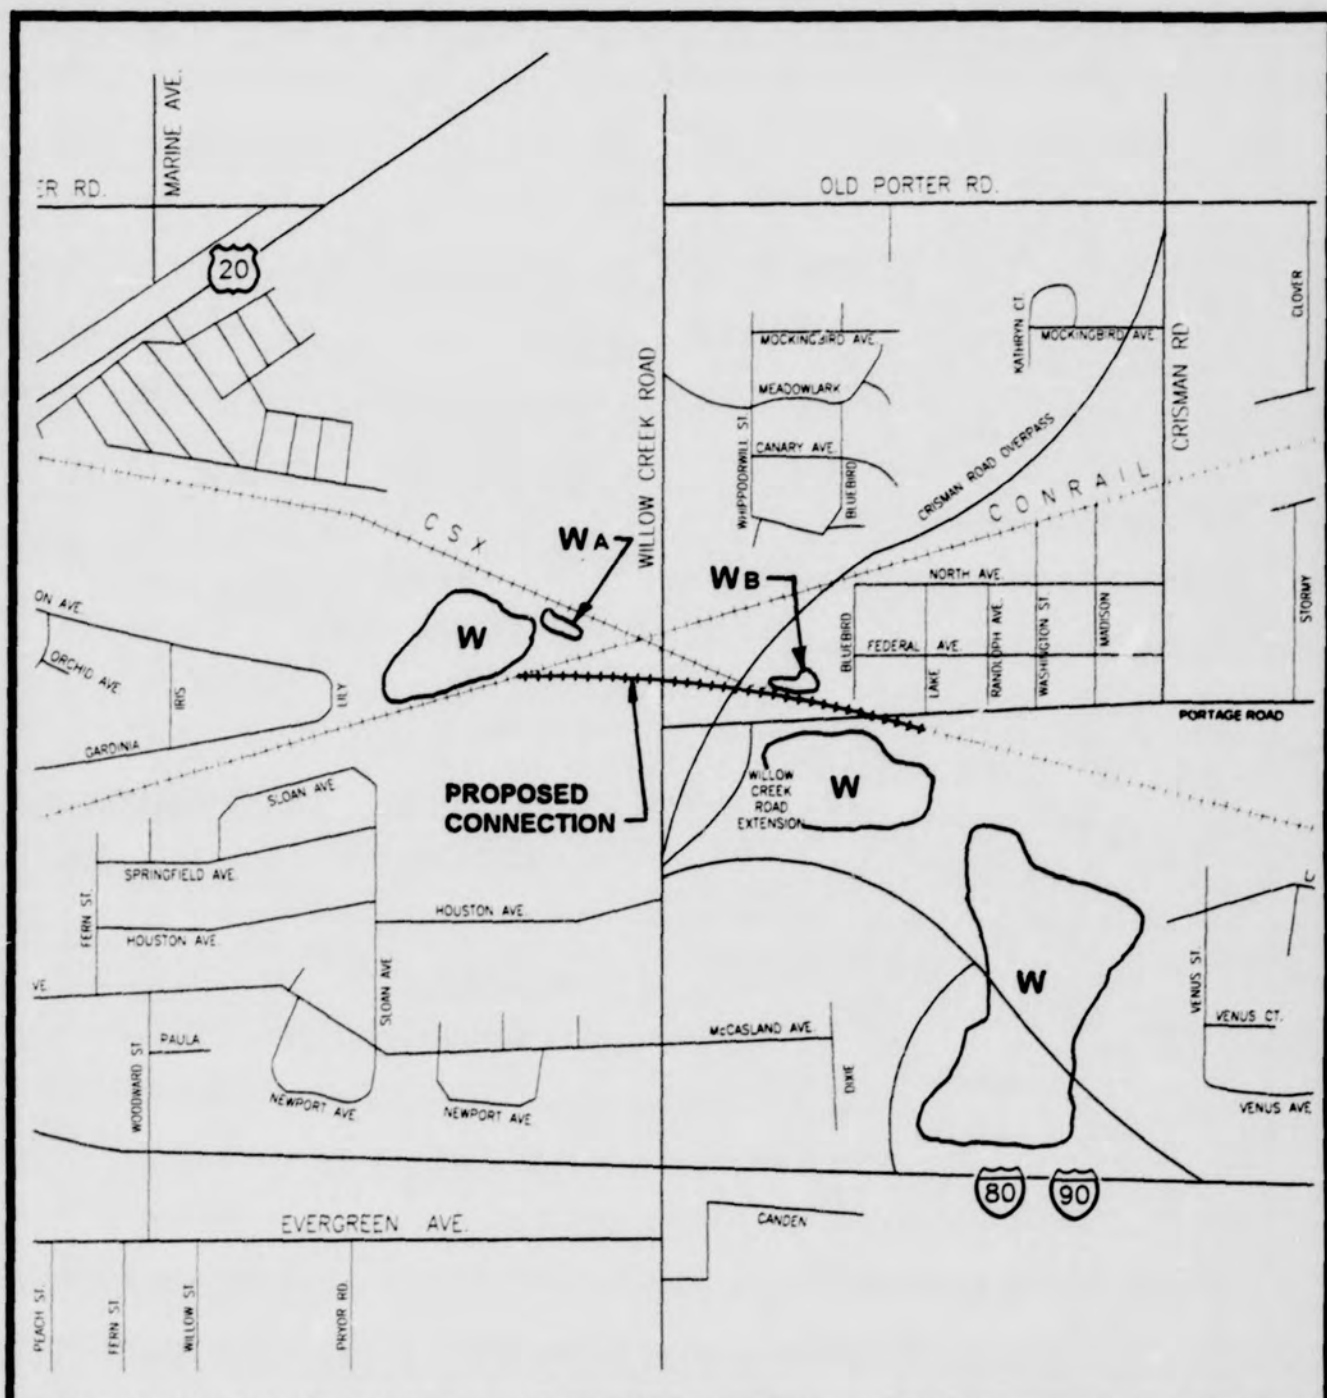 MARINE AVE.
ER RD.
OLD PORTER RD.
20
CLOVER
KATHRYN CT.
MOCKINGBIRD AVE.
MOCKINGBIRD AVE.
CRISMAN RD
WILLOW CREEK ROAD
MEADOWLARK
WHIPPOORWILL ST
CANARY AVE.
BLUEBIRD
CRISMAN ROAD OVERPASS
CONRAIL
CSX
WA
WB
NORTH AVE.
STORMY
ON AVE.
W
BLUEBIRD
FEDERAL AVE.
LAKE
RANDOLPH AVE.
WASHINGTON ST.
MADISON
ORCHID AVE
IRIS
LILY
PORTAGE ROAD
GARDINIA
SLOAN AVE
PROPOSED
CONNECTION
WILLOW
CREEK
ROAD
EXTENSION
W
SPRINGFIELD AVE.
FERN ST.
HOUSTON AVE.
HOUSTON AVE.
VE.
SLOAN AVE
W
VENUS ST.
VENUS CT.
WOODWARD ST
PAULA
McCASLAND AVE.
DIXIE
NEWPORT AVE
NEWPORT AVE
VENUS AVE
80 90
EVERGREEN AVE.
CANDEN
PEACH ST.
FERN ST
WILLOW ST
PRYOR RD.